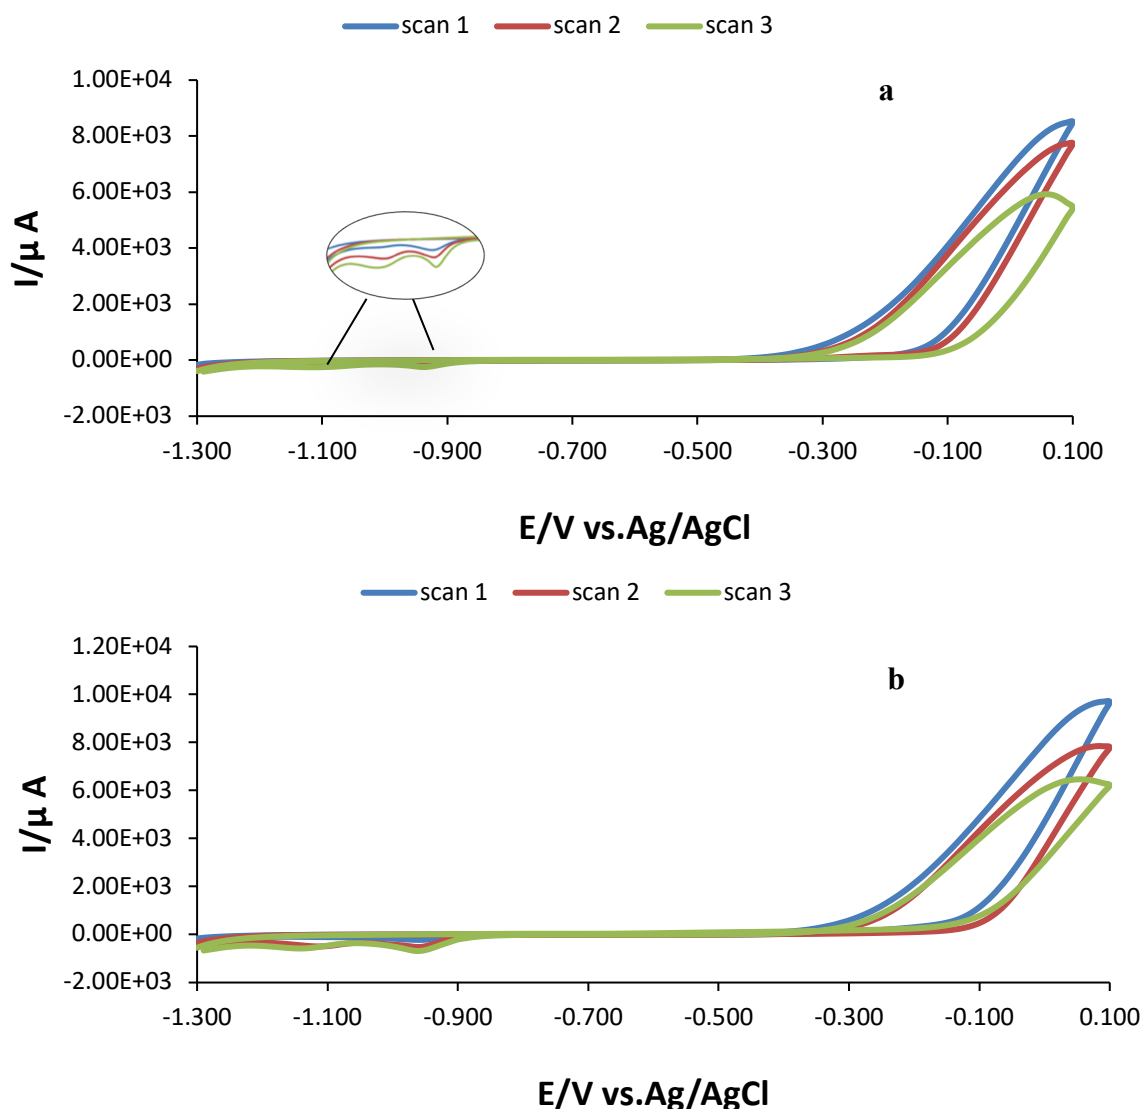 scan 1 scan 2 scan 3
a
1.00E+04
8.00E+03
6.00E+03
4.00E+03
2.00E+03
0.00E+00
-2.00E+03
I/µ A
-1.300 -1.100 -0.900 -0.700 -0.500 -0.300 -0.100 0.100
E/V vs.Ag/AgCl
scan 1 scan 2 scan 3
b
1.20E+04
1.00E+04
8.00E+03
6.00E+03
4.00E+03
2.00E+03
0.00E+00
-2.00E+03
I/µ A
-1.300 -1.100 -0.900 -0.700 -0.500 -0.300 -0.100 0.100
E/V vs.Ag/AgCl